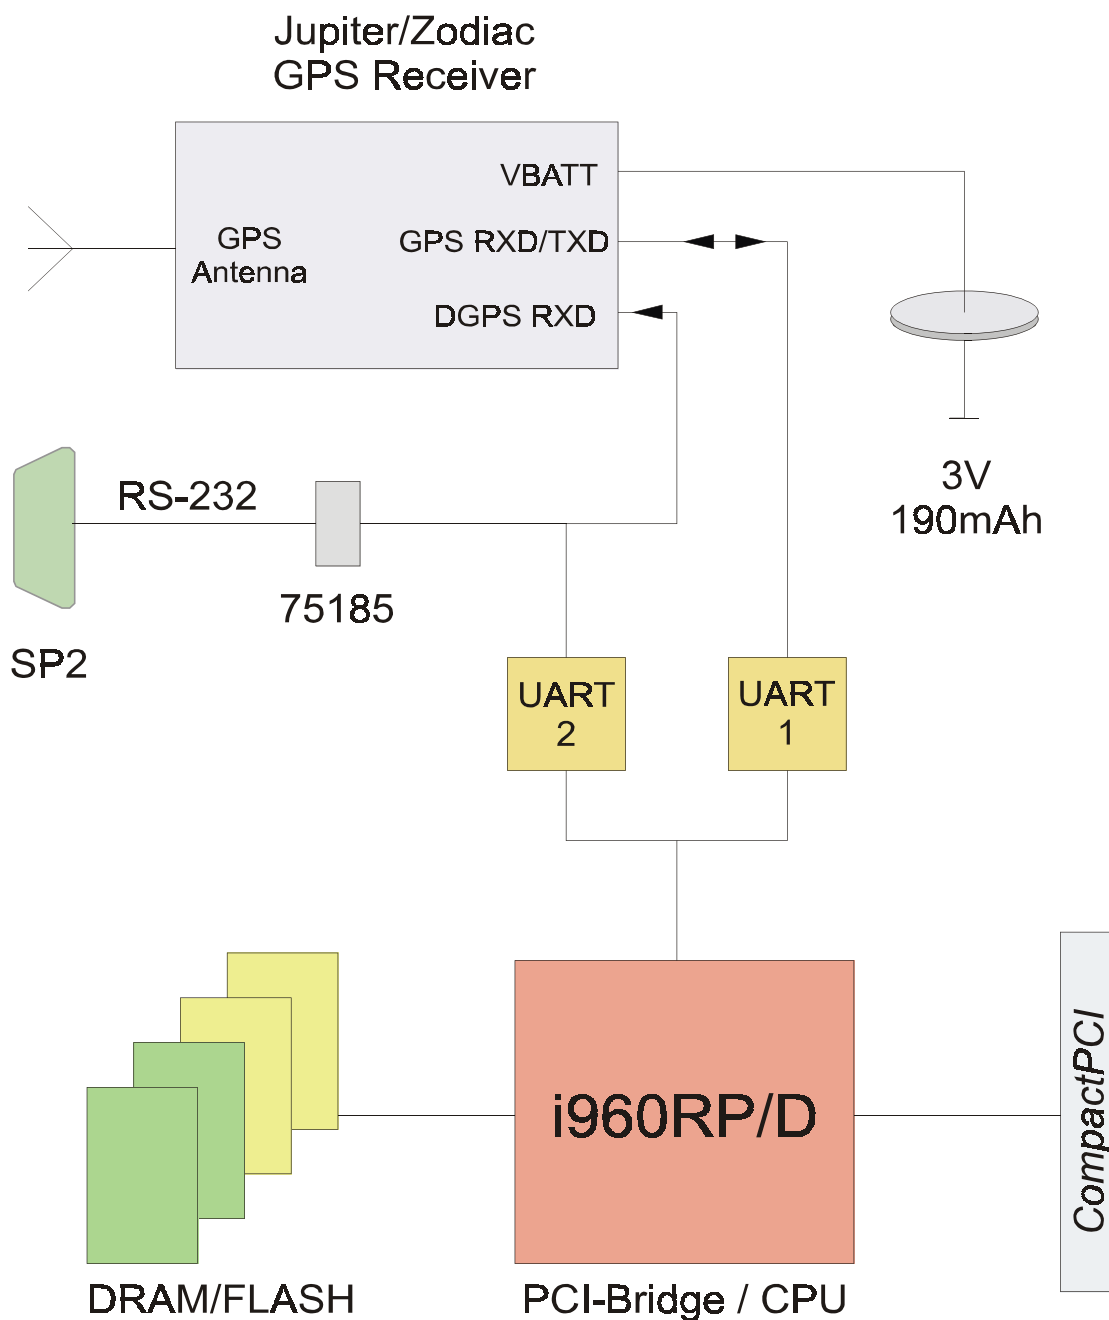 Jupiter/Zodiac
GPS Receiver
VBATT
GPS RXD/TXD
GPS
Antenna
DGPS RXD
3V
190mAh
RS-232
75185
SP2
UART
2
UART
1
i960RP/D
CompactPCI
DRAM/FLASH
PCI-Bridge / CPU